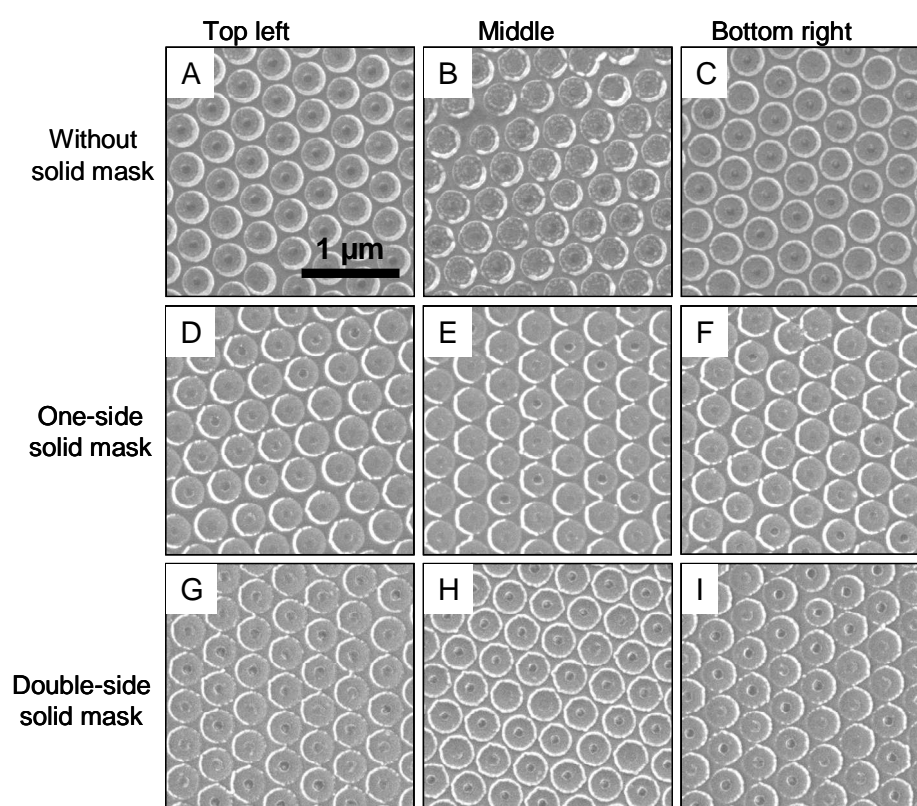 Top left
Middle
Bottom right
A
B
C
Without
solid mask
1 μm
D
E
F
One-side
solid mask
G
H
I
Double-side
solid mask